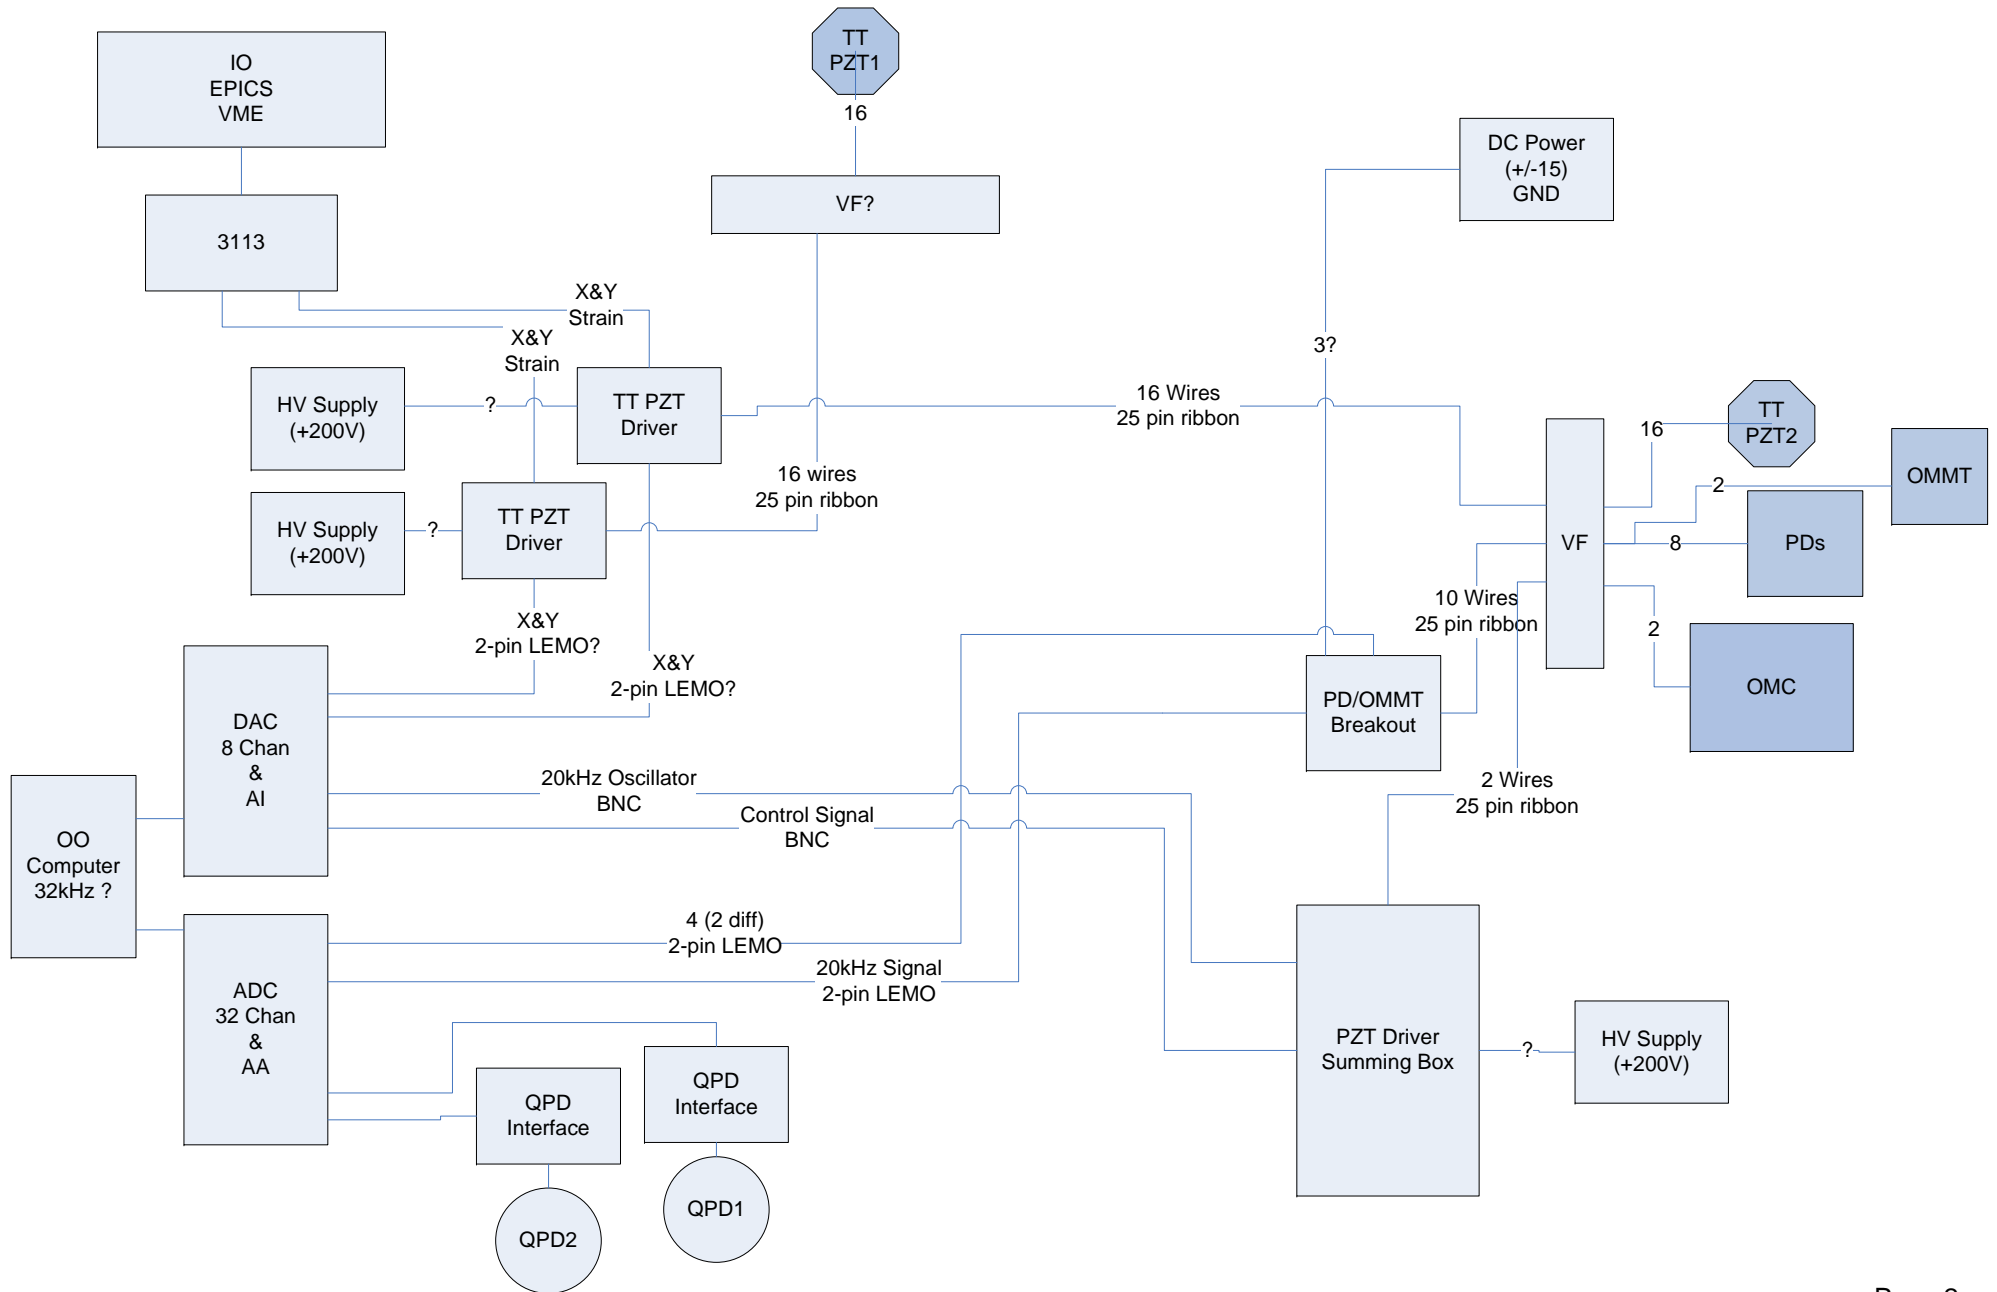 TT
PZT1
16
IO
EPICS
VME
3113
VF?
DC Power
(+/-15)
GND
X&Y
Strain
X&Y
Strain
3?
HV Supply
(+200V)
?
TT PZT
Driver
16 Wires
25 pin ribbon
HV Supply
(+200V)
?
TT PZT
Driver
16 wires
25 pin ribbon
TT
PZT2
16
OMMT
2
VF
8
PDs
10 Wires
25 pin ribbon
2
OMC
X&Y
2-pin LEMO?
X&Y
2-pin LEMO?
PD/OMMT
Breakout
DAC
8 Chan
&
AI
20kHz Oscillator
BNC
Control Signal
BNC
2 Wires
25 pin ribbon
OO
Computer
32kHz ?
4 (2 diff)
2-pin LEMO
20kHz Signal
2-pin LEMO
ADC
32 Chan
&
AA
QPD
Interface
QPD
Interface
QPD1
QPD2
PZT Driver
Summing Box
?
HV Supply
(+200V)